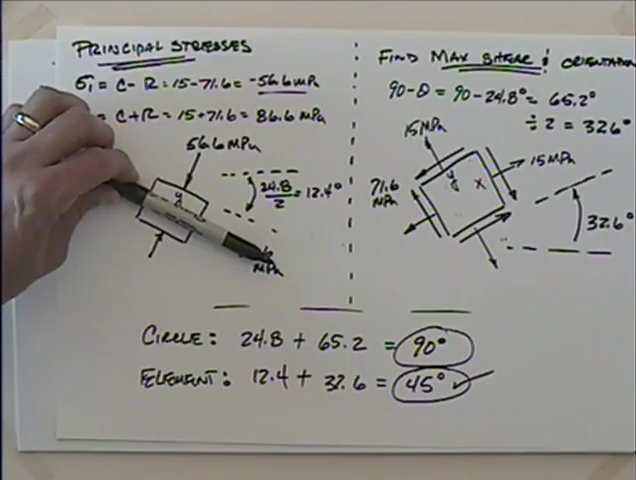 PRINCIPAL STRESSES
σ₁ = C - R = 15 - 71.6 = -56.6 MPa
= C + R = 15 + 71.6 = 86.6 MPa
56.6 MPa
24.8
2
= 12.4°
y
MPa
FIND MAX SHEAR & ORIENTATION
90 - θ = 90 - 24.8° = 65.2°
÷ 2 = 32.6°
15 MPa
15 MPa
y
x
71.6
MPa
32.6°
CIRCLE: 24.8 + 65.2 = 90°
ELEMENT: 12.4 + 32.6 = 45° ✓